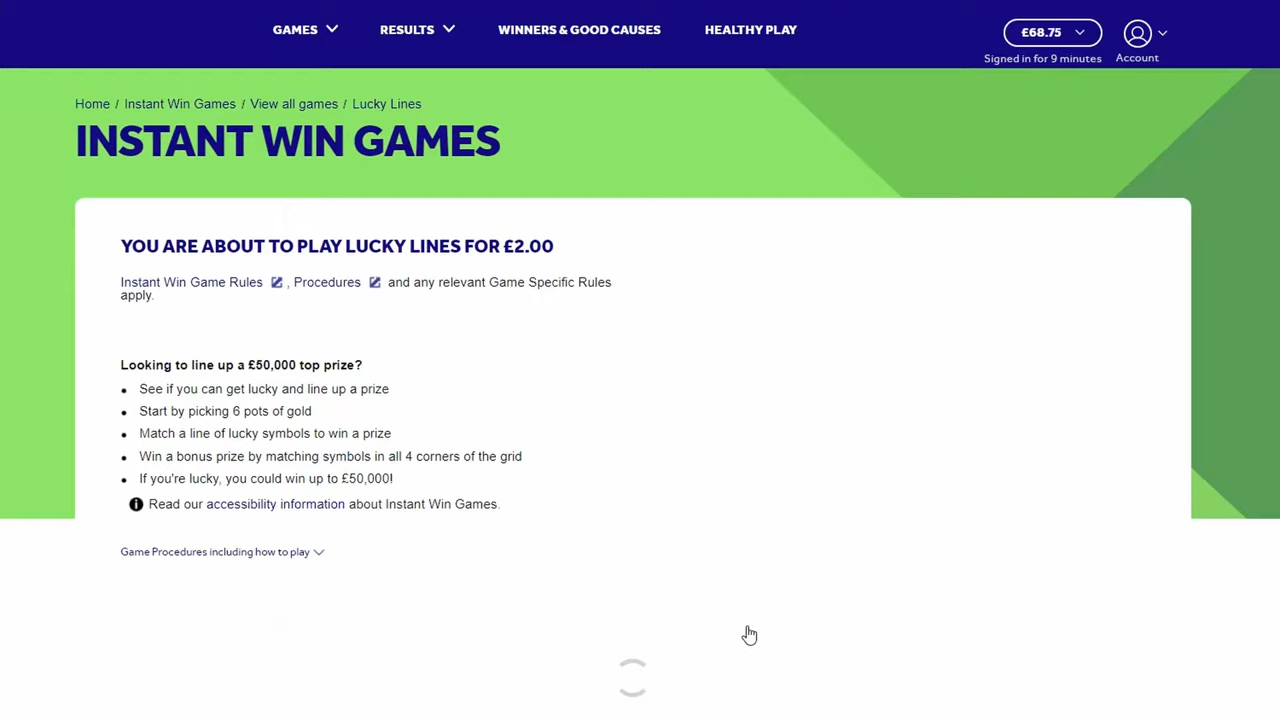 GAMES RESULTS WINNERS & GOOD CAUSES HEALTHY PLAY £68.75
Signed in for 9 minutes Account
Home / Instant Win Games / View all games / Lucky Lines
INSTANT WIN GAMES
YOU ARE ABOUT TO PLAY LUCKY LINES FOR £2.00
Instant Win Game Rules , Procedures and any relevant Game Specific Rules
apply.
Looking to line up a £50,000 top prize?
• See if you can get lucky and line up a prize
• Start by picking 6 pots of gold
• Match a line of lucky symbols to win a prize
• Win a bonus prize by matching symbols in all 4 corners of the grid
• If you're lucky, you could win up to £50,000!
Read our accessibility information about Instant Win Games.
Game Procedures including how to play